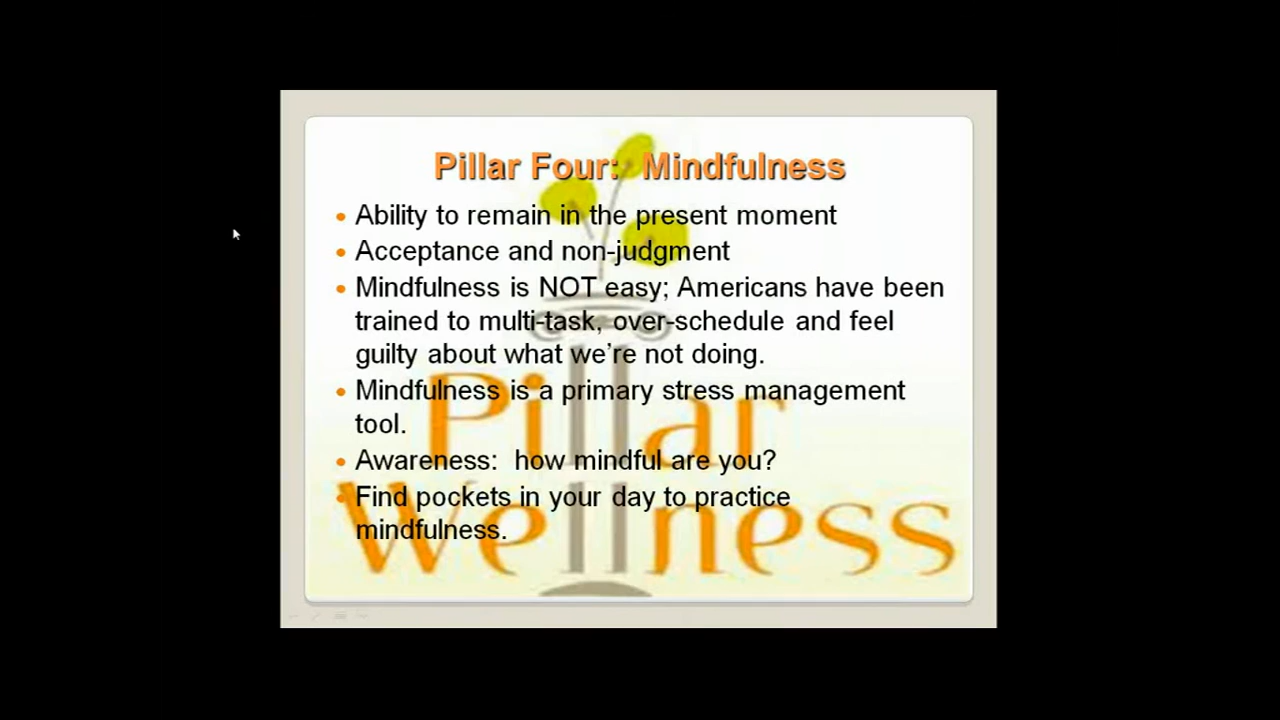 Pillar Four: Mindfulness
• Ability to remain in the present moment
• Acceptance and non-judgment
• Mindfulness is NOT easy; Americans have been
trained to multi-task, over-schedule and feel
guilty about what we’re not doing.
• Mindfulness is a primary stress management
tool.
• Awareness: how mindful are you?
• Find pockets in your day to practice
mindfulness.
Pillar
Wellness